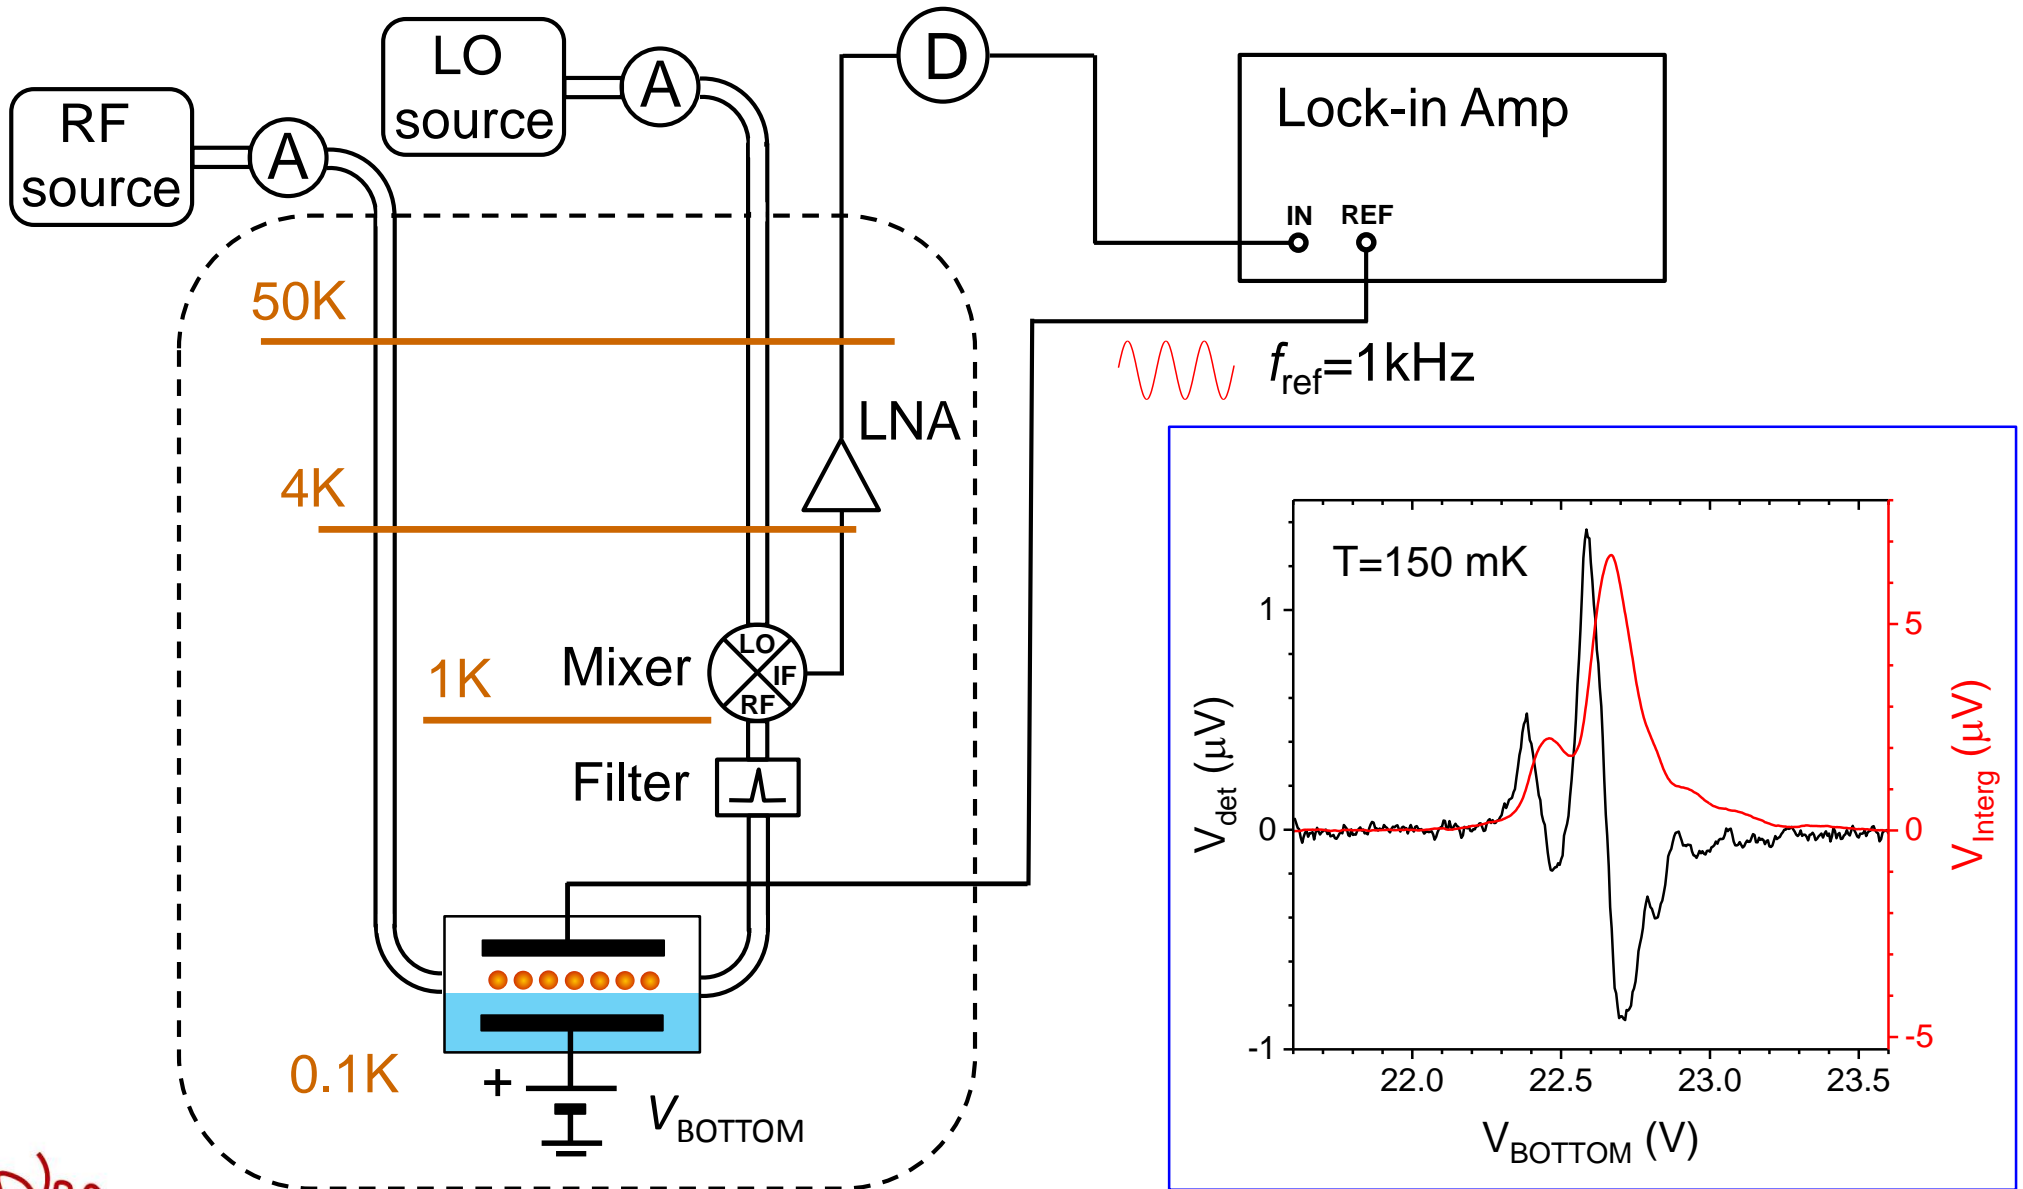 LO
source
A
D
RF
source
A
Lock-in Amp
IN REF
50K
f_ref=1kHz
LNA
4K
T=150 mK
Mixer
LO
IF
RF
1K
Filter
0.1K
+
V_BOTTOM
1
0
-1
V_det (μV)
5
0
-5
V_Interg (μV)
22.0 22.5 23.0 23.5
V_BOTTOM (V)